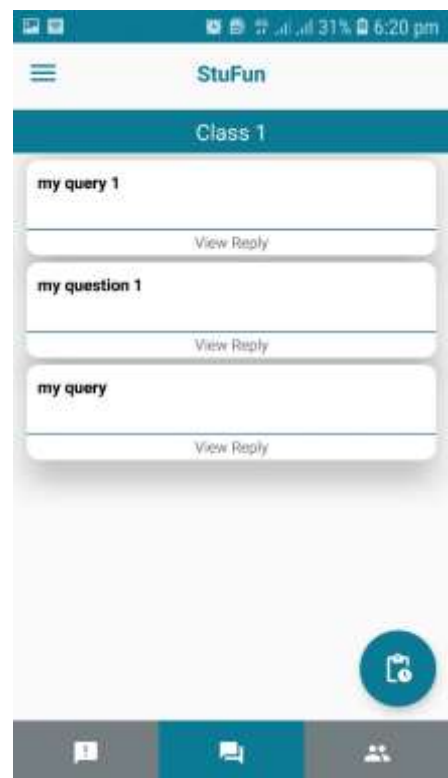 31% 6:20 pm
StuFun
Class 1
my query 1
View Reply
my question 1
View Reply
my query
View Reply